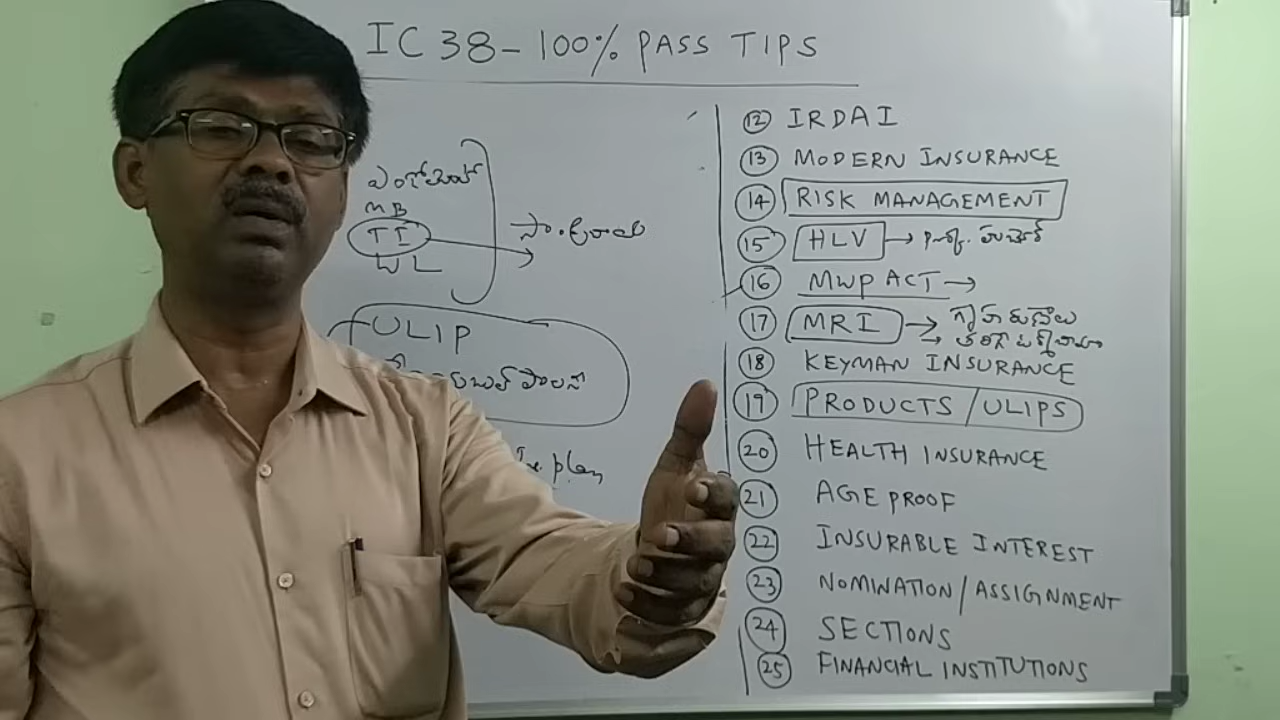 IC 38 - 100% PASS TIPS
MB
TI
WL
ULIP
plan
12 IRDAI
13 MODERN INSURANCE
14 RISK MANAGEMENT
15 HLV →
16 MWP ACT →
17 MRI →
18 KEYMAN INSURANCE
19 PRODUCTS / ULIPS
20 HEALTH INSURANCE
21 AGE PROOF
22 INSURABLE INTEREST
23 NOMINATION / ASSIGNMENT
24 SECTIONS
25 FINANCIAL INSTITUTIONS